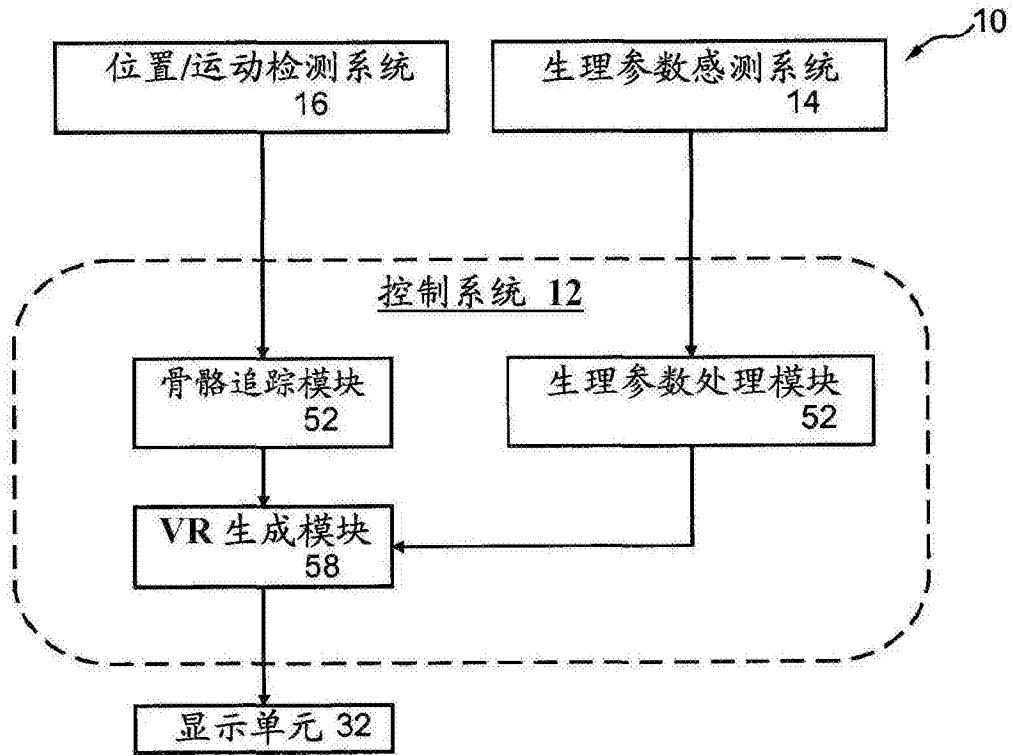 10
位置/运动检测系统
16
生理参数感测系统
14
控制系统 12
骨骼追踪模块
52
生理参数处理模块
52
VR 生成模块
58
显示单元 32